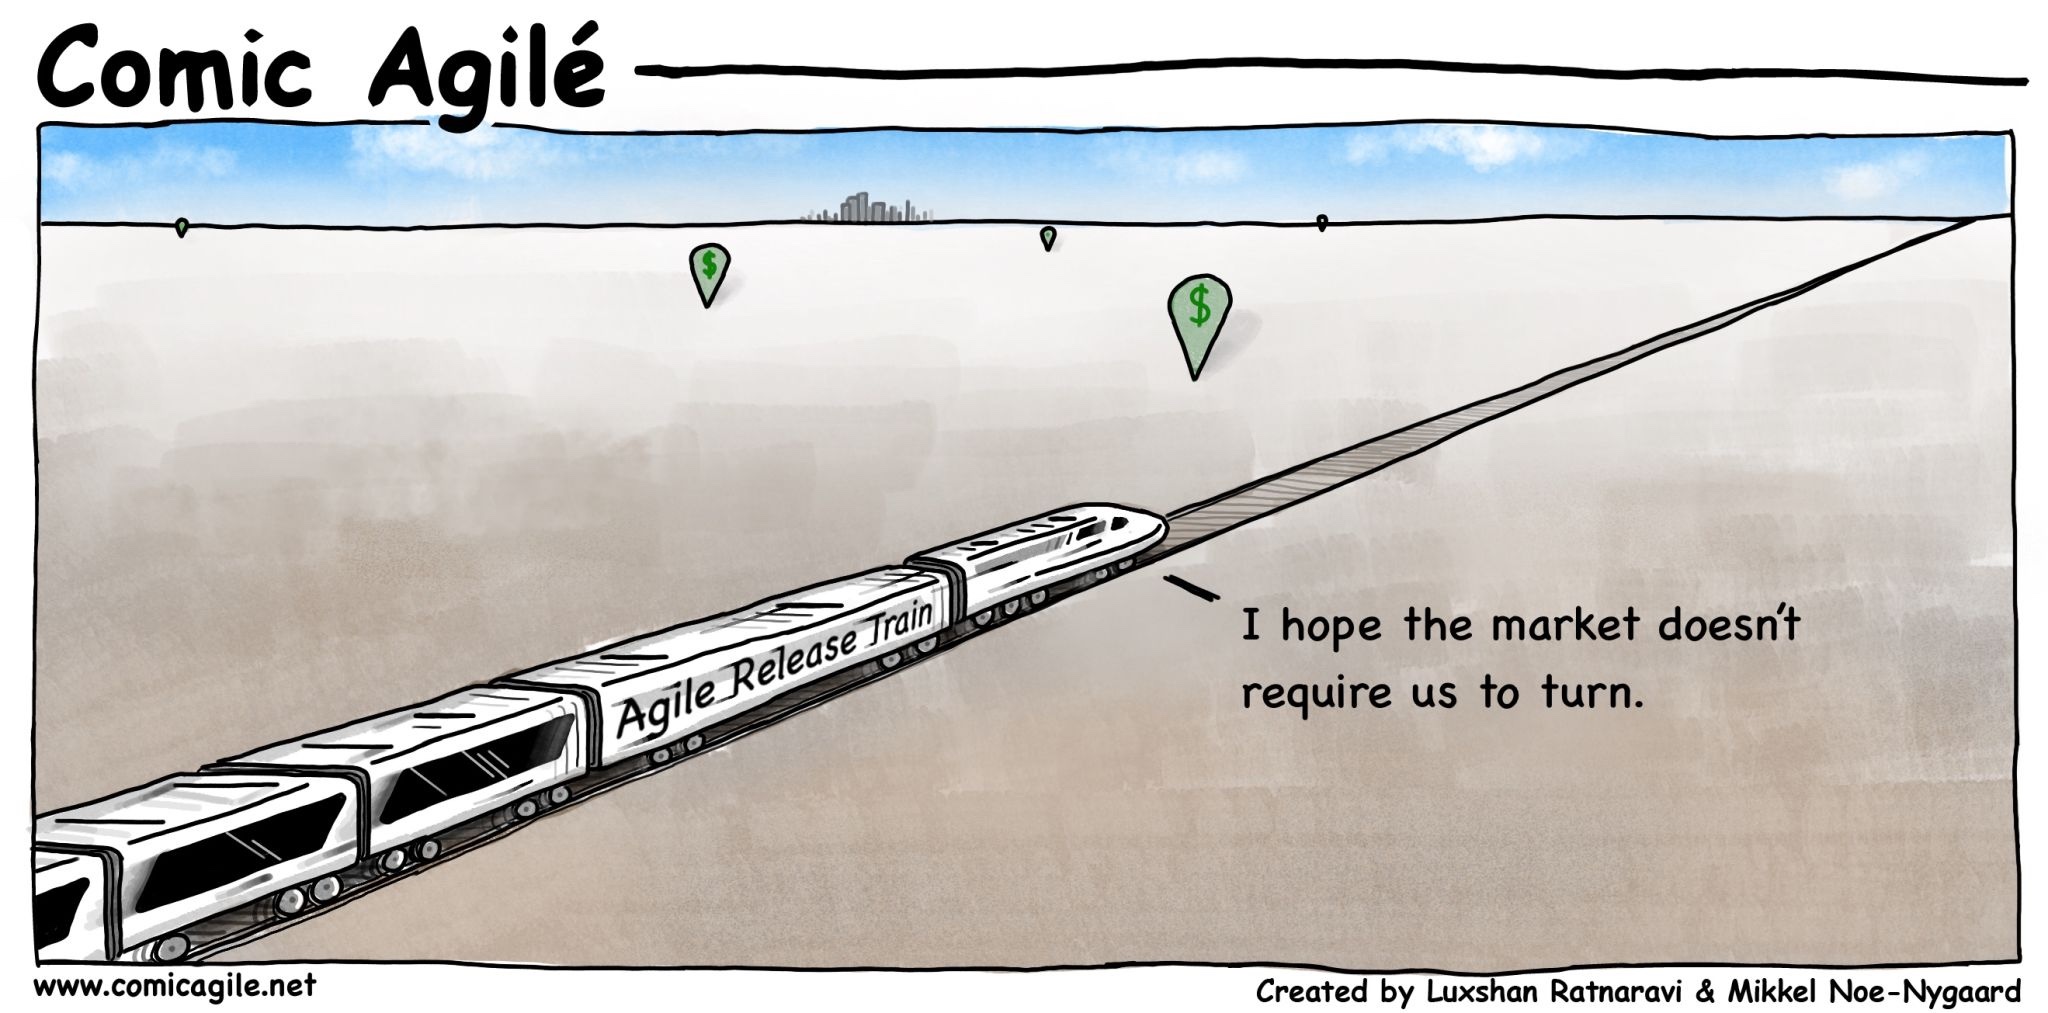 Comic Agilé
$
$
Agile Release Train
I hope the market doesn't
require us to turn.
www.comicagile.net
Created by Luxshan Ratnaravi & Mikkel Noe-Nygaard